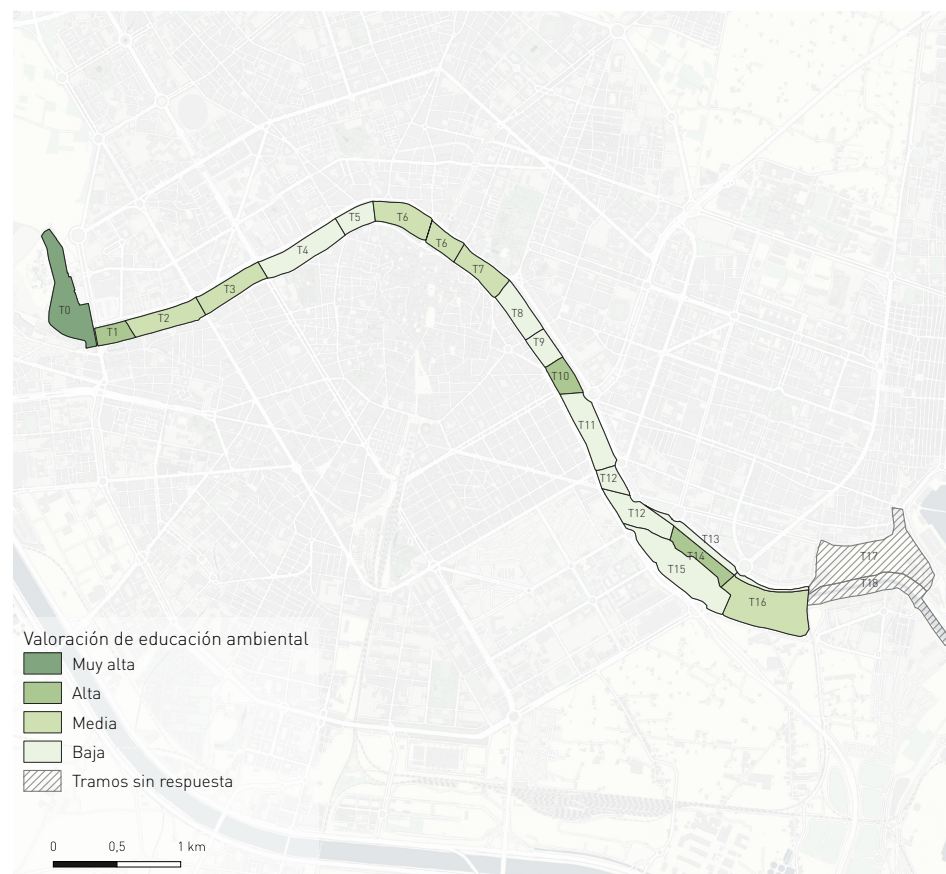 T0
T1
T2
T3
T4
T5
T6
T6
T7
T8
T9
T10
T11
T12
T12
T13
T14
T15
T16
T17
T18
Valoración de educación ambiental
Muy alta
Alta
Media
Baja
Tramos sin respuesta
0 0,5 1 km